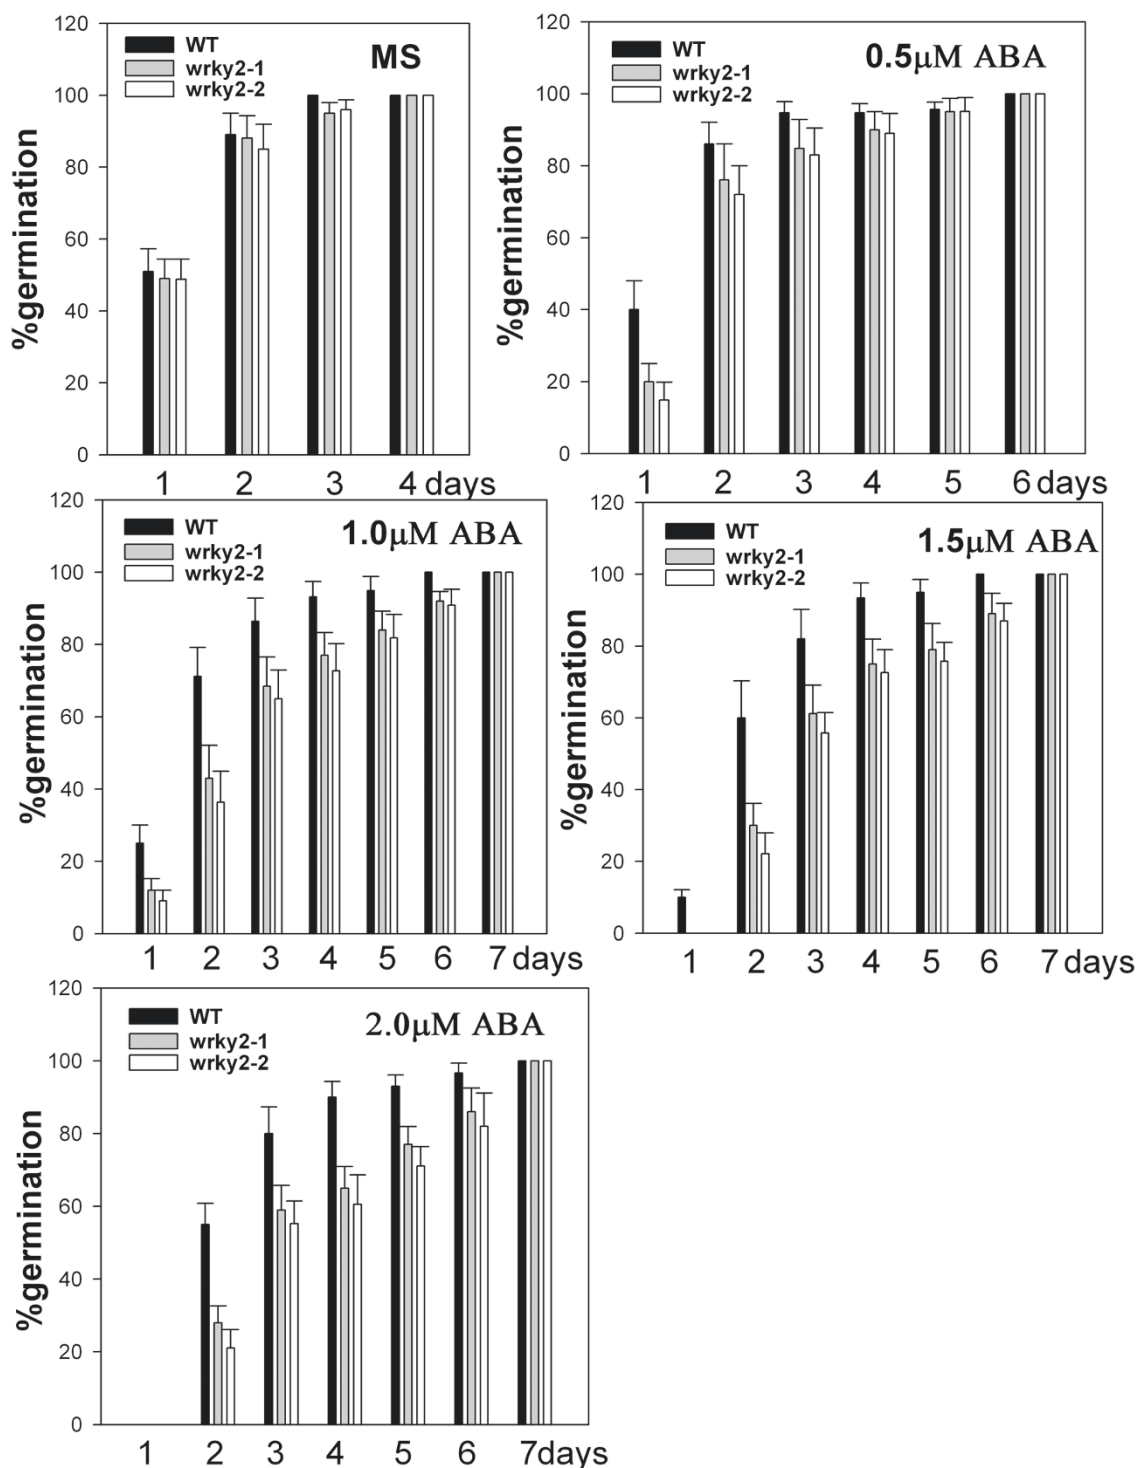 120
100
80
60
40
20
0
%germination
WT
wrky2-1
wrky2-2
MS
1 2 3 4 days
120
100
80
60
40
20
0
%germination
WT
wrky2-1
wrky2-2
0.5μM ABA
1 2 3 4 5 6 days
120
100
80
60
40
20
0
%germination
WT
wrky2-1
wrky2-2
1.0μM ABA
1 2 3 4 5 6 7 days
120
100
80
60
40
20
0
%germination
WT
wrky2-1
wrky2-2
1.5μM ABA
1 2 3 4 5 6 7 days
120
100
80
60
40
20
0
%germination
WT
wrky2-1
wrky2-2
2.0μM ABA
1 2 3 4 5 6 7days